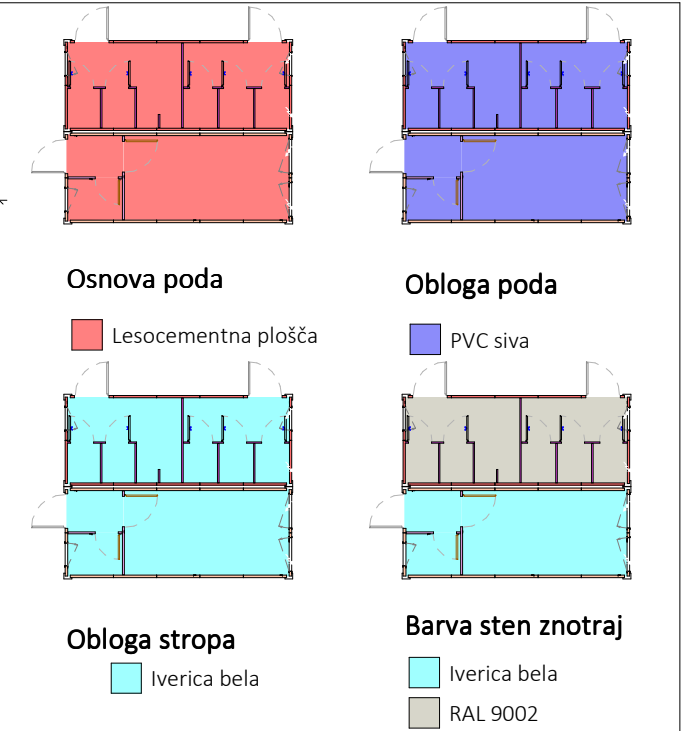 Osnova poda
Lesocementna plošča
Obloga poda
PVC siva
Obloga stropa
Iverica bela
Barva sten znotraj
Iverica bela
RAL 9002